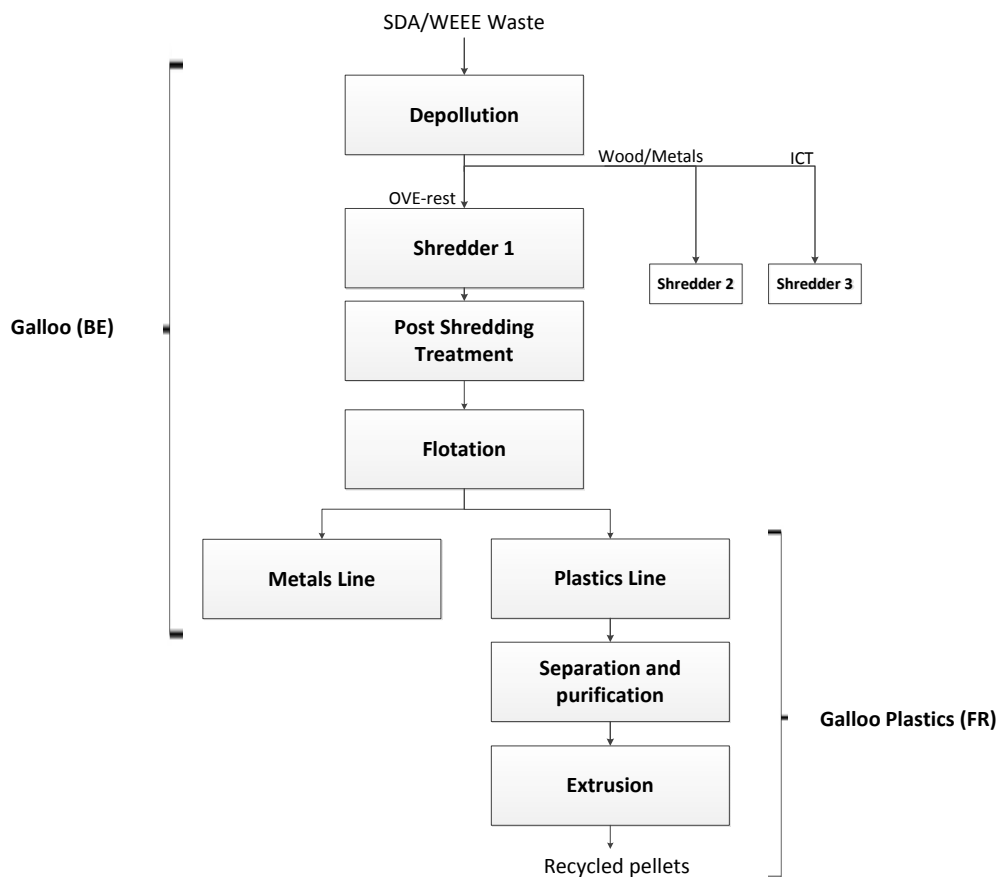 SDA/WEEE Waste
Depollution
Wood/Metals
ICT
OVE-rest
Shredder 1
Shredder 2
Shredder 3
Galloo (BE)
Post Shredding
Treatment
Flotation
Metals Line
Plastics Line
Separation and
purification
Galloo Plastics (FR)
Extrusion
Recycled pellets